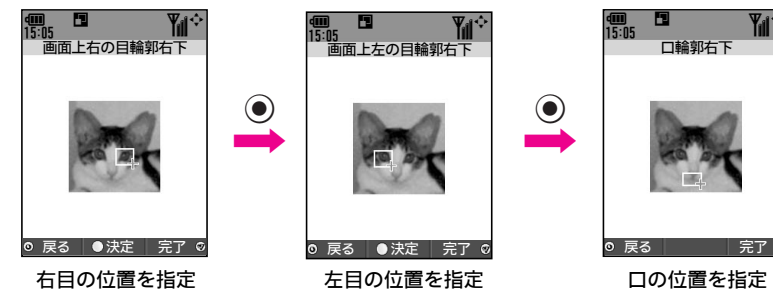 15:05
画面上右の目輪郭右下
戻る 決定 完了
右目の位置を指定
15:05
画面上左の目輪郭右下
戻る 決定 完了
左目の位置を指定
15:05
口輪郭右下
戻る 完了
口の位置を指定